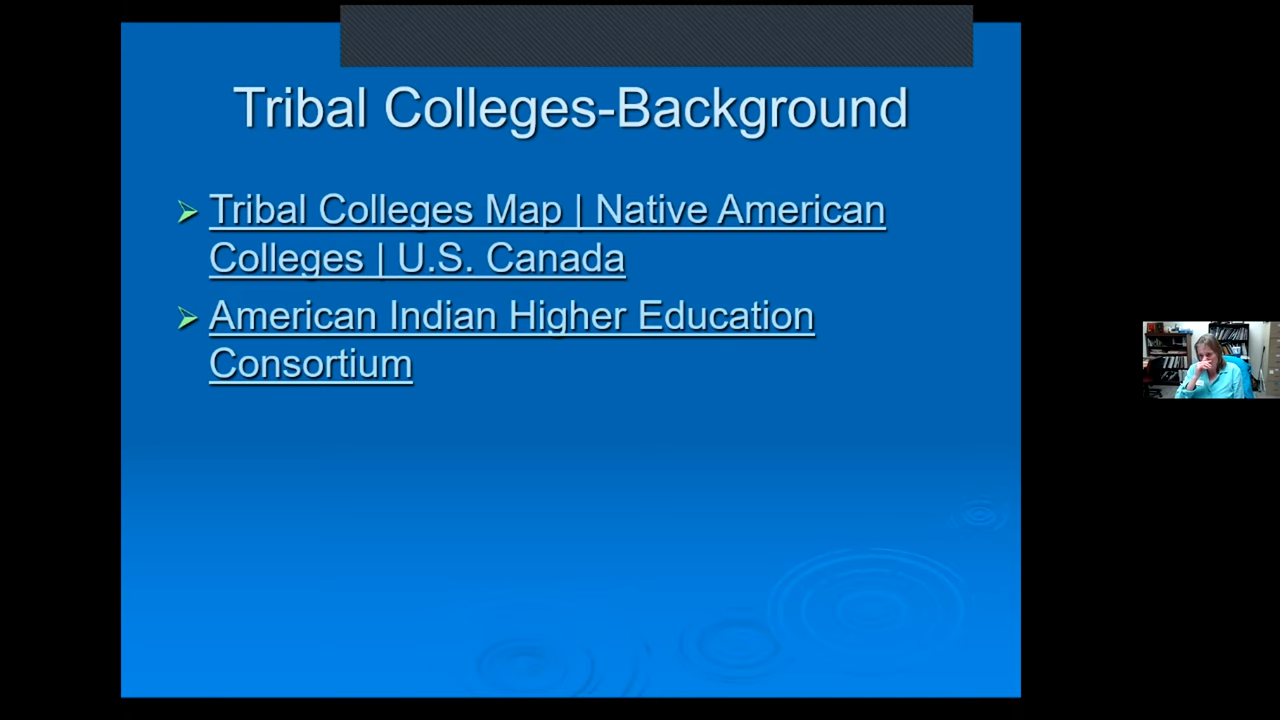 Tribal Colleges-Background
Tribal Colleges Map | Native American
Colleges | U.S. Canada
American Indian Higher Education
Consortium